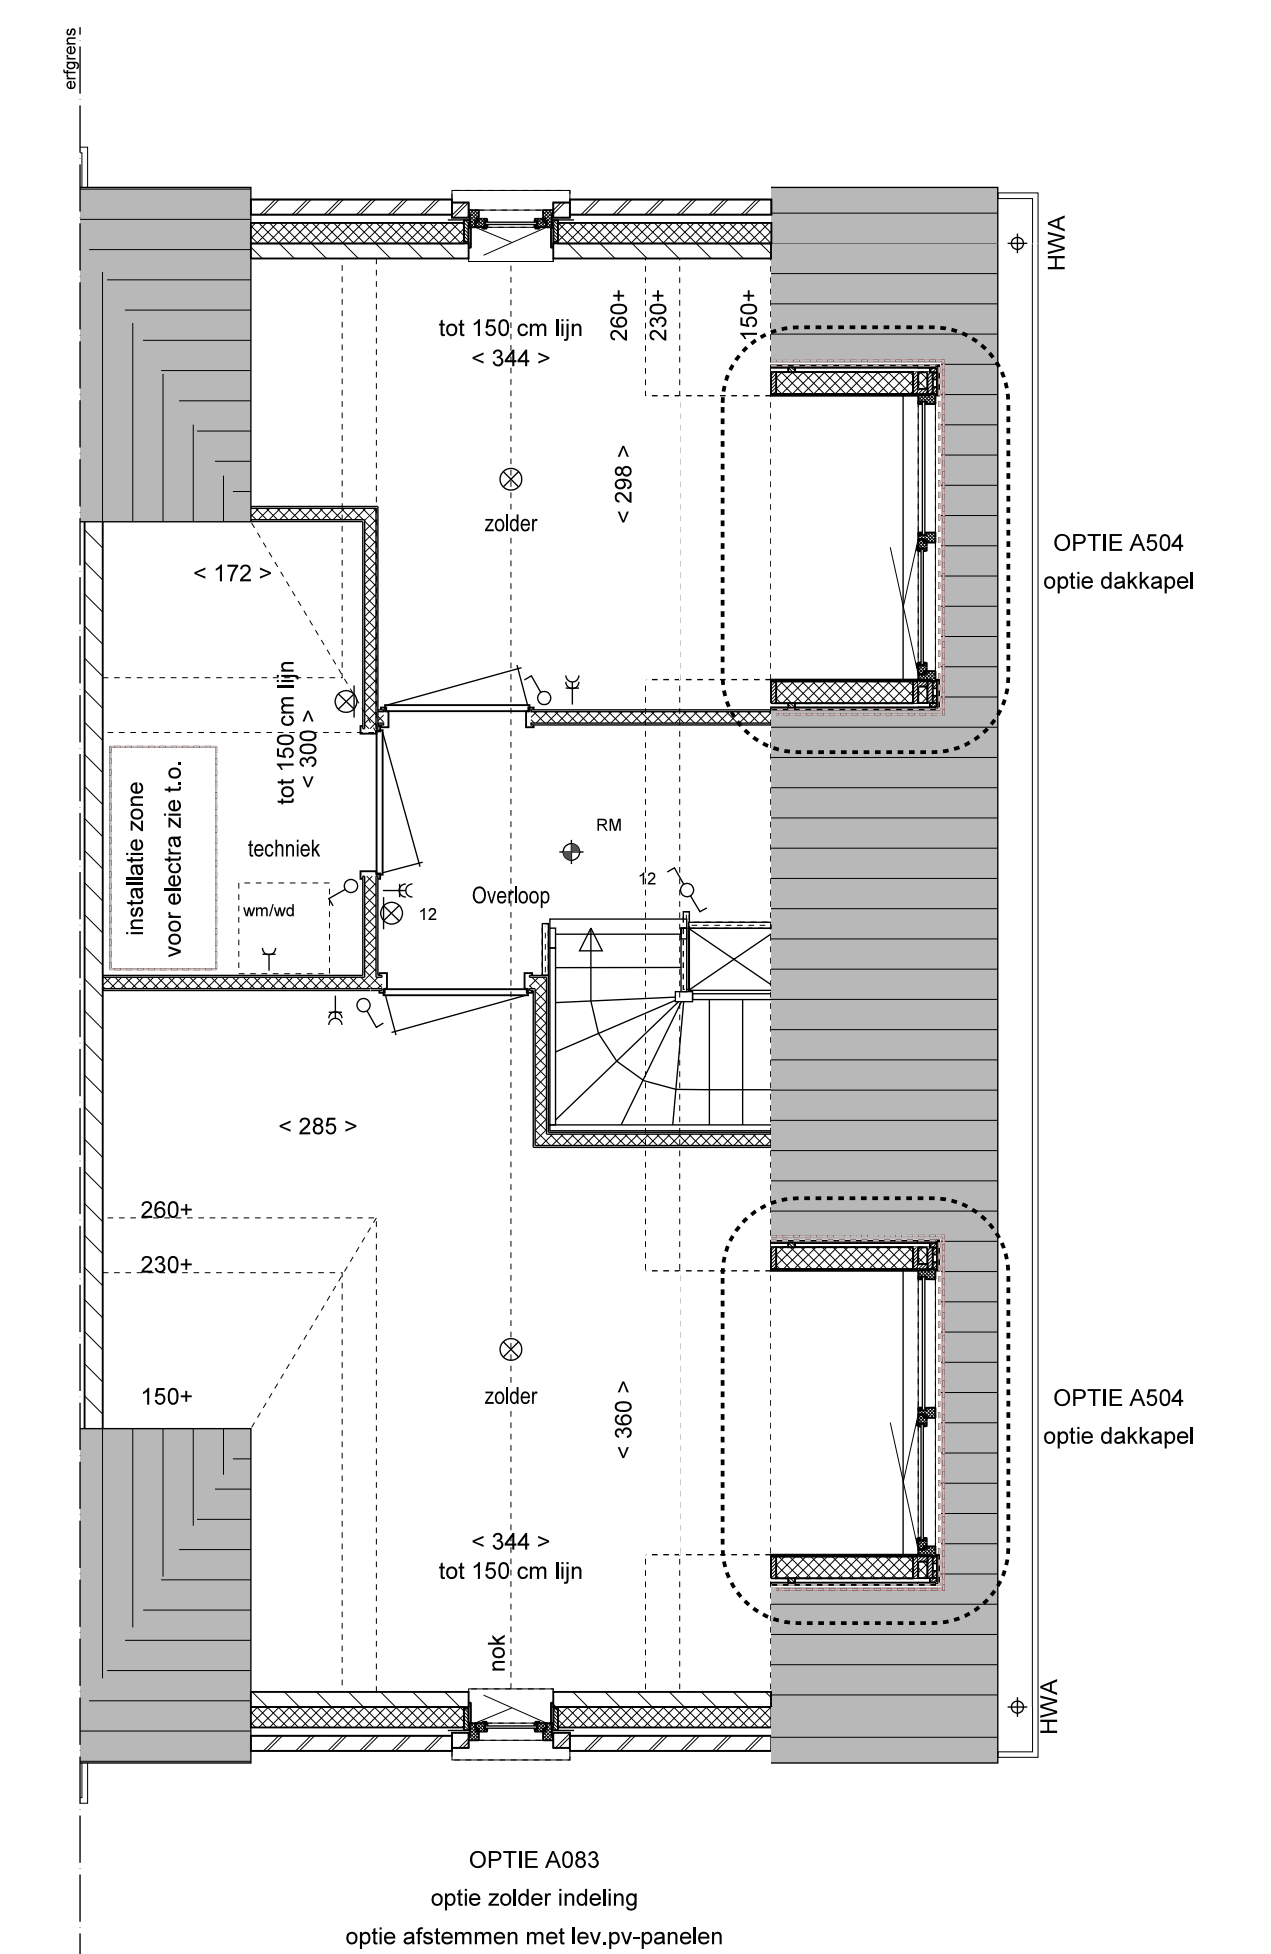 erfgrens
HWA
tot 150 cm lijn
< 344 >
260+
230+
150+
< 298 >
zolder
OPTIE A504
optie dakkapel
< 172 >
tot 150 cm lijn
< 300 >
installatie zone
voor electra zie t.o.
techniek
wm/wd
RM
12
Overloop
12
< 285 >
260+
230+
150+
zolder
< 360 >
OPTIE A504
optie dakkapel
< 344 >
tot 150 cm lijn
nok
HWA
OPTIE A083
optie zolder indeling
optie afstemmen met lev.pv-panelen